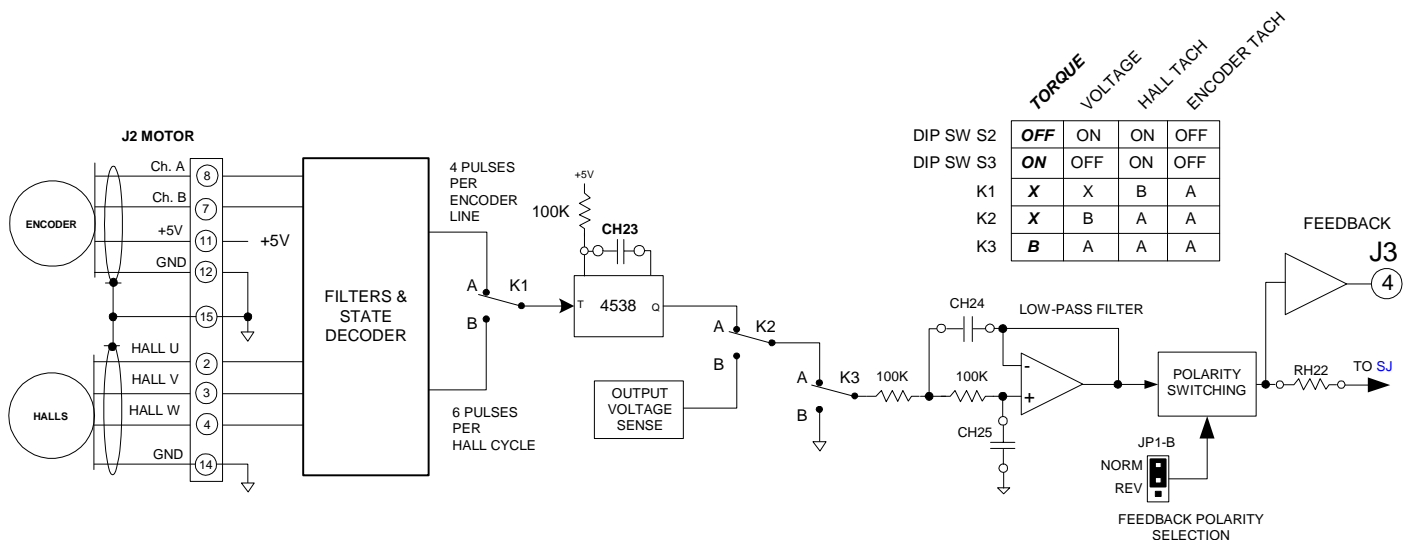 TORQUE
VOLTAGE
HALL TACH
ENCODER TACH
DIP SW S2 OFF ON ON OFF
DIP SW S3 ON OFF ON OFF
K1 X X B A
K2 X B A A
K3 B A A A
J2 MOTOR
ENCODER
Ch. A 8
Ch. B 7
+5V 11 +5V
GND 12
15
HALLS
HALL U 2
HALL V 3
HALL W 4
GND 14
FILTERS &
STATE
DECODER
4 PULSES
PER
ENCODER
LINE
6 PULSES
PER
HALL CYCLE
A
K1
B
+5V
100K
CH23
T 4538 Q
A K2
B
OUTPUT
VOLTAGE
SENSE
A K3
B
100K
CH24
100K
CH25
LOW-PASS FILTER
-
+
POLARITY
SWITCHING
FEEDBACK
J3
4
RH22
TO SJ
JP1-B
NORM
REV
FEEDBACK POLARITY
SELECTION